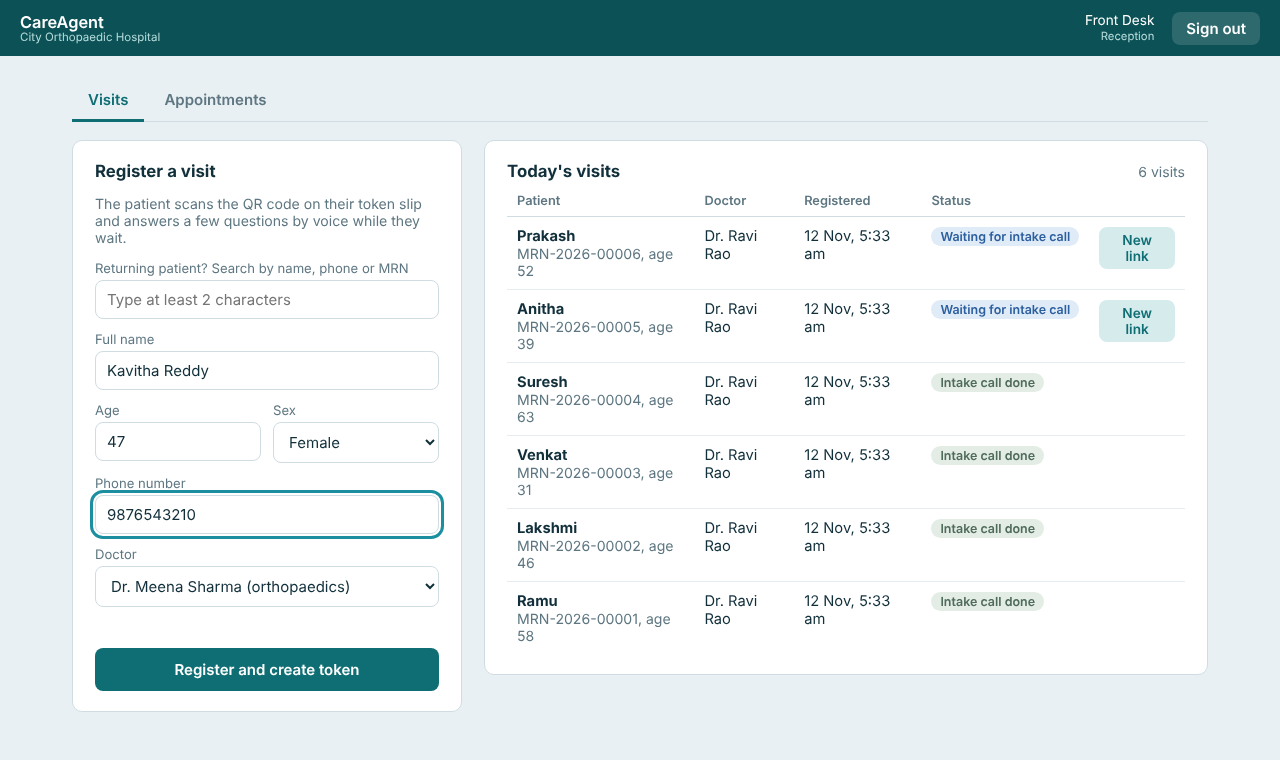 CareAgent
City Orthopaedic Hospital
Front Desk
Reception
Sign out
Visits
Appointments
Register a visit
The patient scans the QR code on their token slip
and answers a few questions by voice while they
wait.
Returning patient? Search by name, phone or MRN
Type at least 2 characters
Full name
Kavitha Reddy
Age
Sex
47
Female
Phone number
9876543210
Doctor
Dr. Meena Sharma (orthopaedics)
Register and create token
Today's visits
6 visits
Patient
Doctor
Registered
Status
Prakash
MRN-2026-00006, age
52
Dr. Ravi
Rao
12 Nov, 5:33
am
Waiting for intake call
New
link
Anitha
MRN-2026-00005, age
39
Dr. Ravi
Rao
12 Nov, 5:33
am
Waiting for intake call
New
link
Suresh
MRN-2026-00004, age
63
Dr. Ravi
Rao
12 Nov, 5:33
am
Intake call done
Venkat
MRN-2026-00003, age
31
Dr. Ravi
Rao
12 Nov, 5:33
am
Intake call done
Lakshmi
MRN-2026-00002, age
46
Dr. Ravi
Rao
12 Nov, 5:33
am
Intake call done
Ramu
MRN-2026-00001, age
58
Dr. Ravi
Rao
12 Nov, 5:33
am
Intake call done